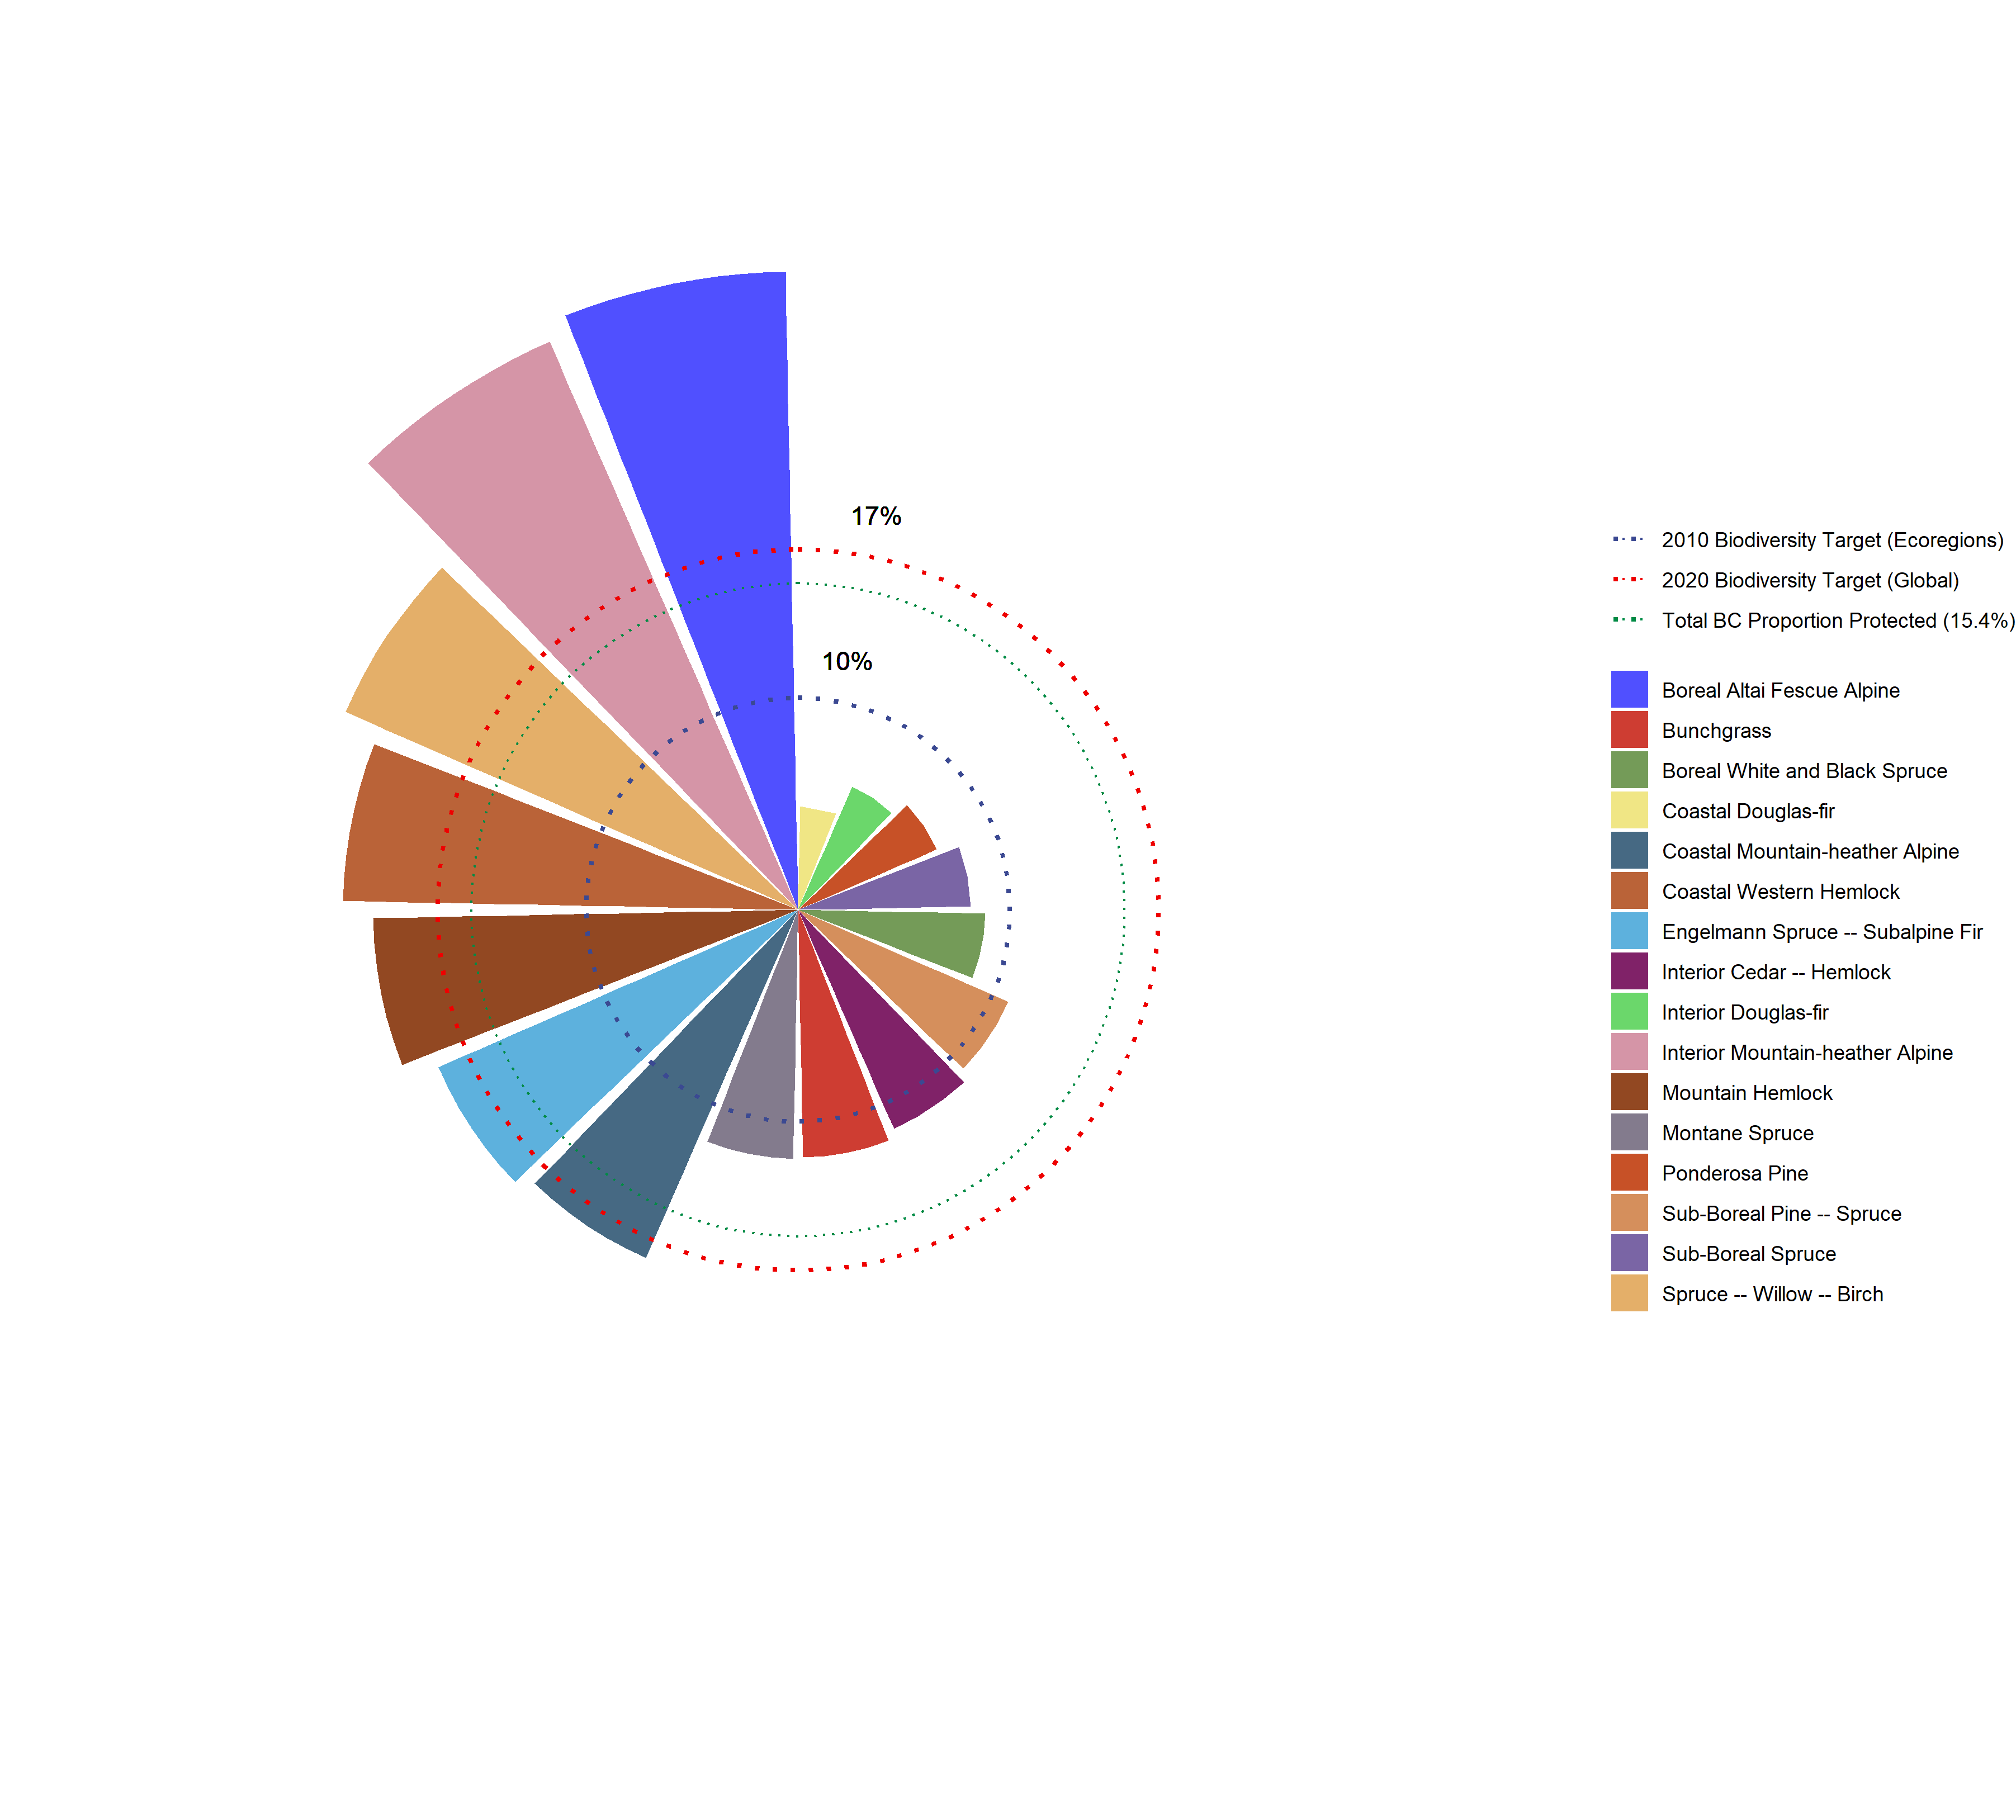 17%
10%
2010 Biodiversity Target (Ecoregions)
2020 Biodiversity Target (Global)
Total BC Proportion Protected (15.4%)
Boreal Altai Fescue Alpine
Bunchgrass
Boreal White and Black Spruce
Coastal Douglas-fir
Coastal Mountain-heather Alpine
Coastal Western Hemlock
Engelmann Spruce -- Subalpine Fir
Interior Cedar -- Hemlock
Interior Douglas-fir
Interior Mountain-heather Alpine
Mountain Hemlock
Montane Spruce
Ponderosa Pine
Sub-Boreal Pine -- Spruce
Sub-Boreal Spruce
Spruce -- Willow -- Birch